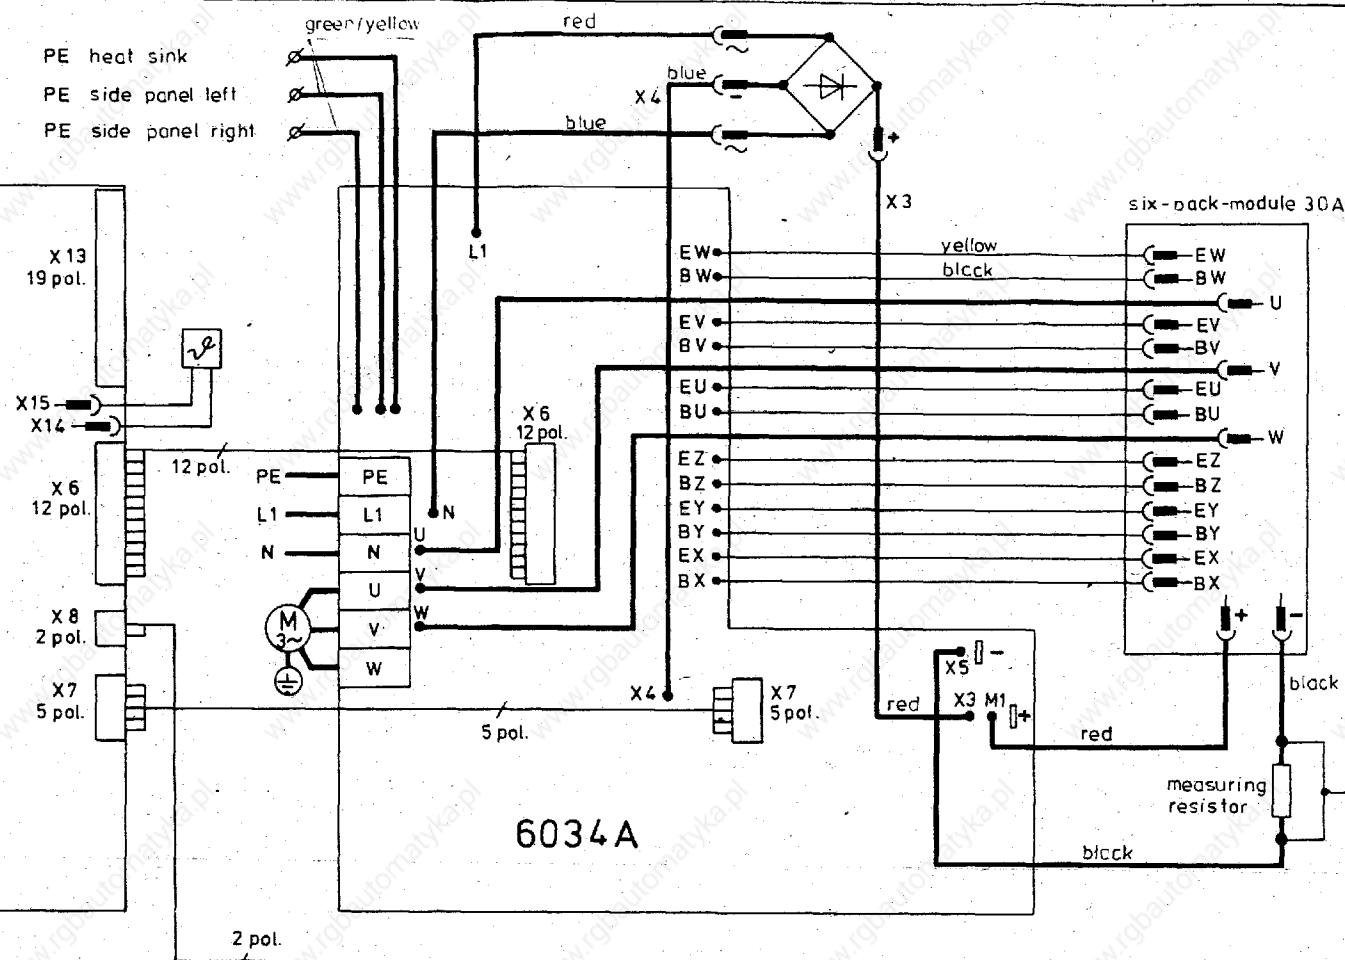 green/yellow
red
PE heat sink
blue
~
PE side panel left
X4
-
PE side panel right
blue
~
+
X3
six-pack-module 30A
X13
19 pol.
L1
EW
yellow
EW
BW
black
BW
U
EV
EV
BV
BV
V
X15
X14
EU
EU
BU
BU
W
X6
12 pol.
12 pol.
EZ
EZ
PE
PE
BZ
BZ
X6
12 pol.
L1
L1
N
EY
EY
U
BY
BY
N
N
EX
EX
V
BX
BX
U
W
+
-
X8
2 pol.
M
3~
V
W
X5
-
X7
5 pol.
X4
X7
5 pol.
red
X3
M1
+
black
5 pol.
red
measuring
resistor
6034A
black
2 pol.
www.rgbautomatyka.pl